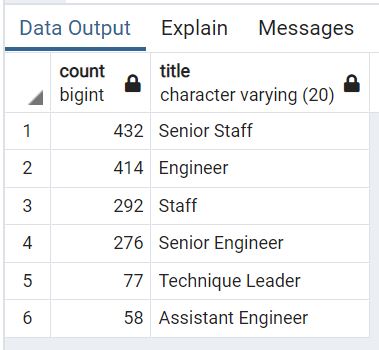 Data Output Explain Messages
count title
bigint character varying (20)
1 432 Senior Staff
2 414 Engineer
3 292 Staff
4 276 Senior Engineer
5 77 Technique Leader
6 58 Assistant Engineer